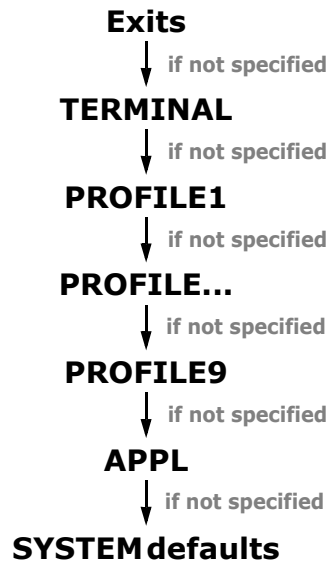 Exits
if not specified
TERMINAL
if not specified
PROFILE1
if not specified
PROFILE...
if not specified
PROFILE9
if not specified
APPL
if not specified
SYSTEM defaults